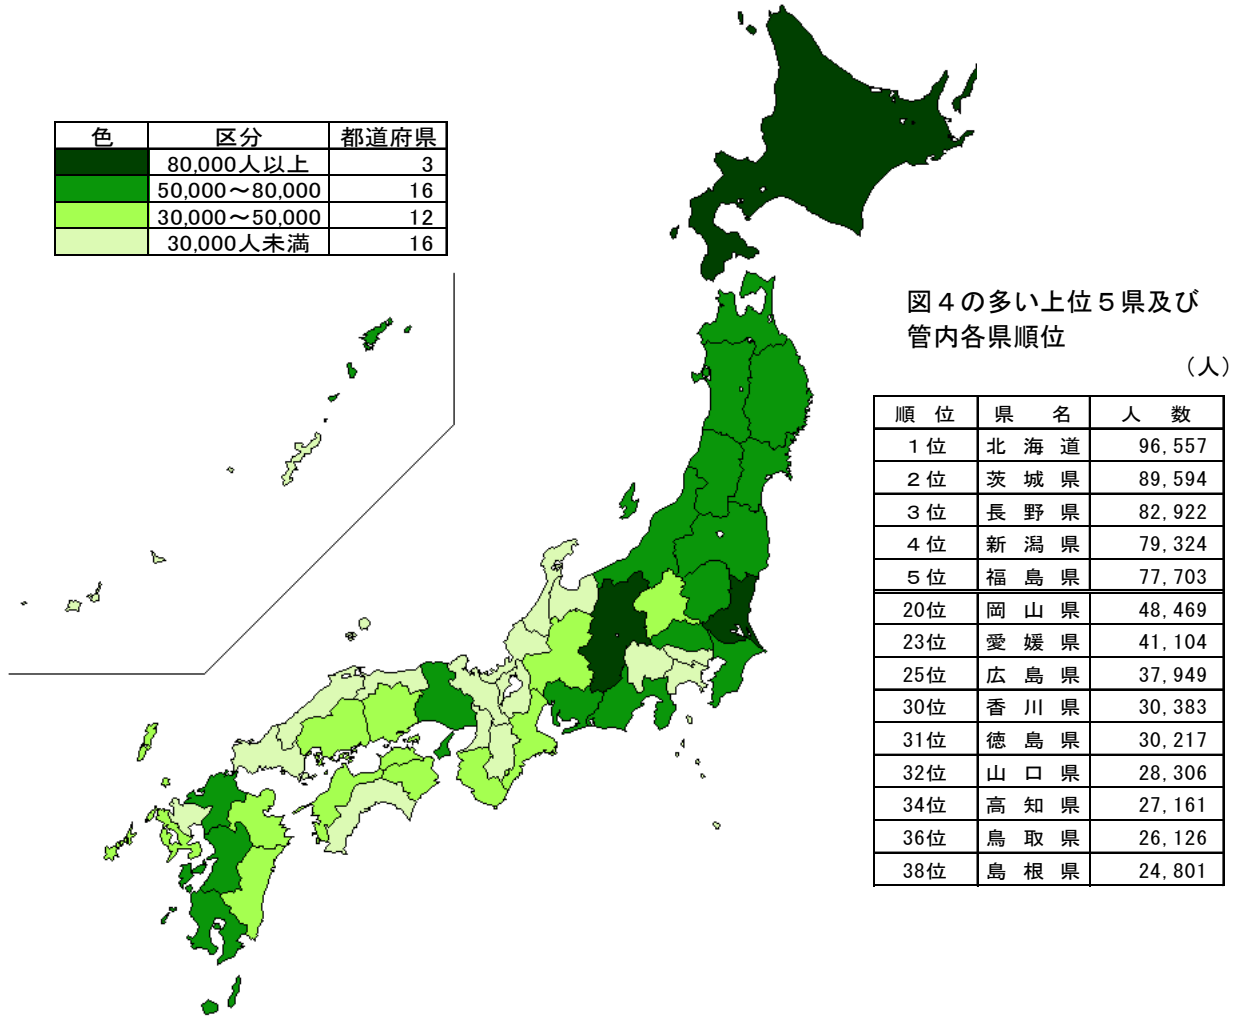 色 区分 都道府県
80,000人以上 3
50,000～80,000 16
30,000～50,000 12
30,000人未満 16
図４の多い上位５県及び
管内各県順位
（人）
順 位 県 名 人 数
１位 北 海 道 96,557
２位 茨 城 県 89,594
３位 長 野 県 82,922
４位 新 潟 県 79,324
５位 福 島 県 77,703
20位 岡 山 県 48,469
23位 愛 媛 県 41,104
25位 広 島 県 37,949
30位 香 川 県 30,383
31位 徳 島 県 30,217
32位 山 口 県 28,306
34位 高 知 県 27,161
36位 鳥 取 県 26,126
38位 島 根 県 24,801